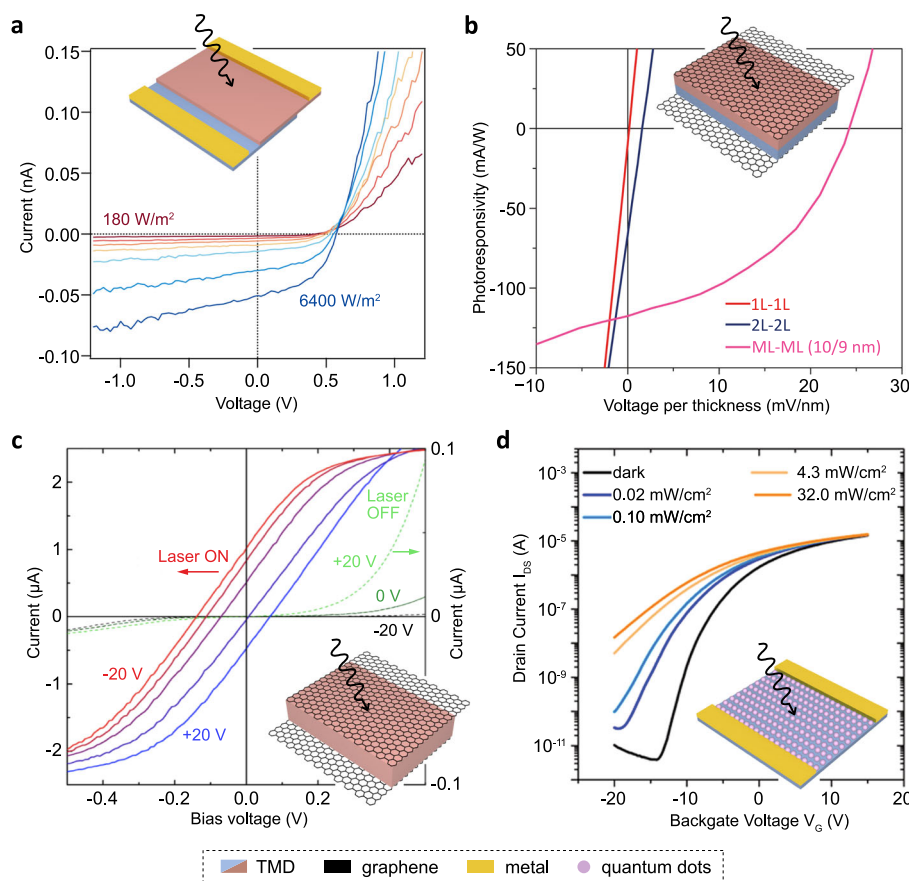 a
0.15
0.10
0.05
0.00
-0.05
-0.10
Current (nA)
180 W/m²
6400 W/m²
-1.0
-0.5
0.0
0.5
1.0
Voltage (V)
b
50
0
−50
−100
−150
Photoresponsivity (mA/W)
1L-1L
2L-2L
ML-ML (10/9 nm)
−10
0
10
20
30
Voltage per thickness (mV/nm)
c
2
1
0
-1
-2
Current (µA)
Laser ON
Laser
OFF
+20 V
0 V
-20 V
-20 V
+20 V
0.1
0
-0.1
Current (µA)
-0.4
-0.2
0.0
0.2
Bias voltage (V)
d
10⁻³
10⁻⁵
10⁻⁷
10⁻⁹
10⁻¹¹
Drain Current I_DS (A)
dark
0.02 mW/cm²
0.10 mW/cm²
4.3 mW/cm²
32.0 mW/cm²
-20
-10
0
10
20
Backgate Voltage V_G (V)
TMD graphene metal quantum dots